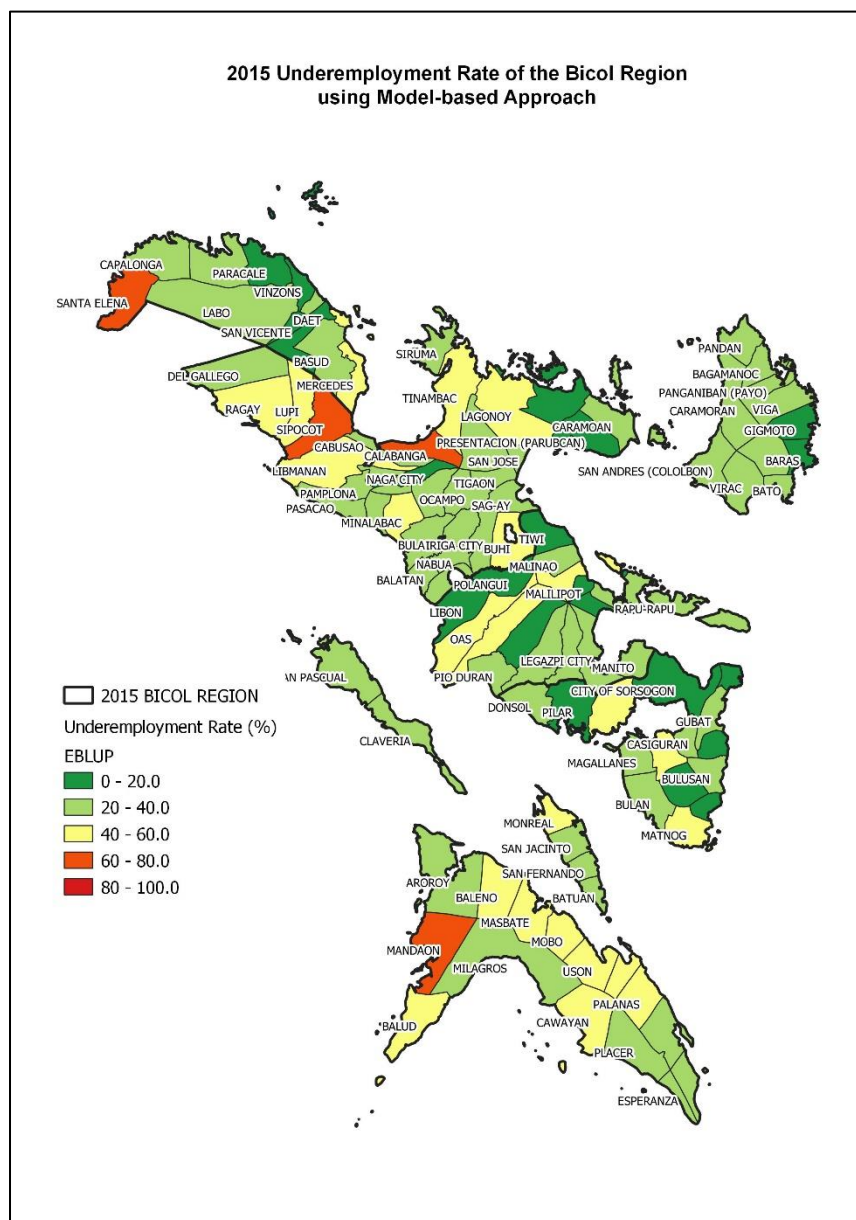 2015 Underemployment Rate of the Bicol Region
using Model-based Approach
CAPALONGA
PARACALE
SANTA ELENA
VINZONS
LABO
DAET
SAN VICENTE
BASUD
DEL GALLEGO
MERCEDES
RAGAY
LUPI
SIPOCOT
CABUSAO
LIBMANAN
SIRUMA
TINAMBAC
LAGONOY
CARAMOAN
PRESENTACION (PARUBCAN)
CALABANGA
SAN JOSE
NAGA CITY
TIGAON
PAMPLONA
OCAMPO
PASACAO
SAG-AY
MINALABAC
BULA
IRIGA CITY
BUHI
NABUA
BALATAN
PANDAN
BAGAMANOC
PANGANIBAN (PAYO)
CARAMORAN
VIGA
GIGMOTO
BARAS
SAN ANDRES (COLOLBON)
VIRAC
BATO
TIWI
MALINAO
POLANGUI
MALILIPOT
LIBON
RAPU-RAPU
OAS
LEGAZPI CITY
MANITO
PIO DURAN
DONSOL
PILAR
CITY OF SORSOGON
GUBAT
CASIGURAN
MAGALLANES
BULUSAN
BULAN
MATNOG
AN PASCUAL
CLAVERIA
2015 BICOL REGION
Underemployment Rate (%)
EBLUP
0 - 20.0
20 - 40.0
40 - 60.0
60 - 80.0
80 - 100.0
MONREAL
SAN JACINTO
SAN FERNANDO
BATUAN
AROROY
BALENO
MASBATE
MANDAON
MOBO
MILAGROS
USON
PALANAS
BALUD
CAWAYAN
PLACER
ESPERANZA